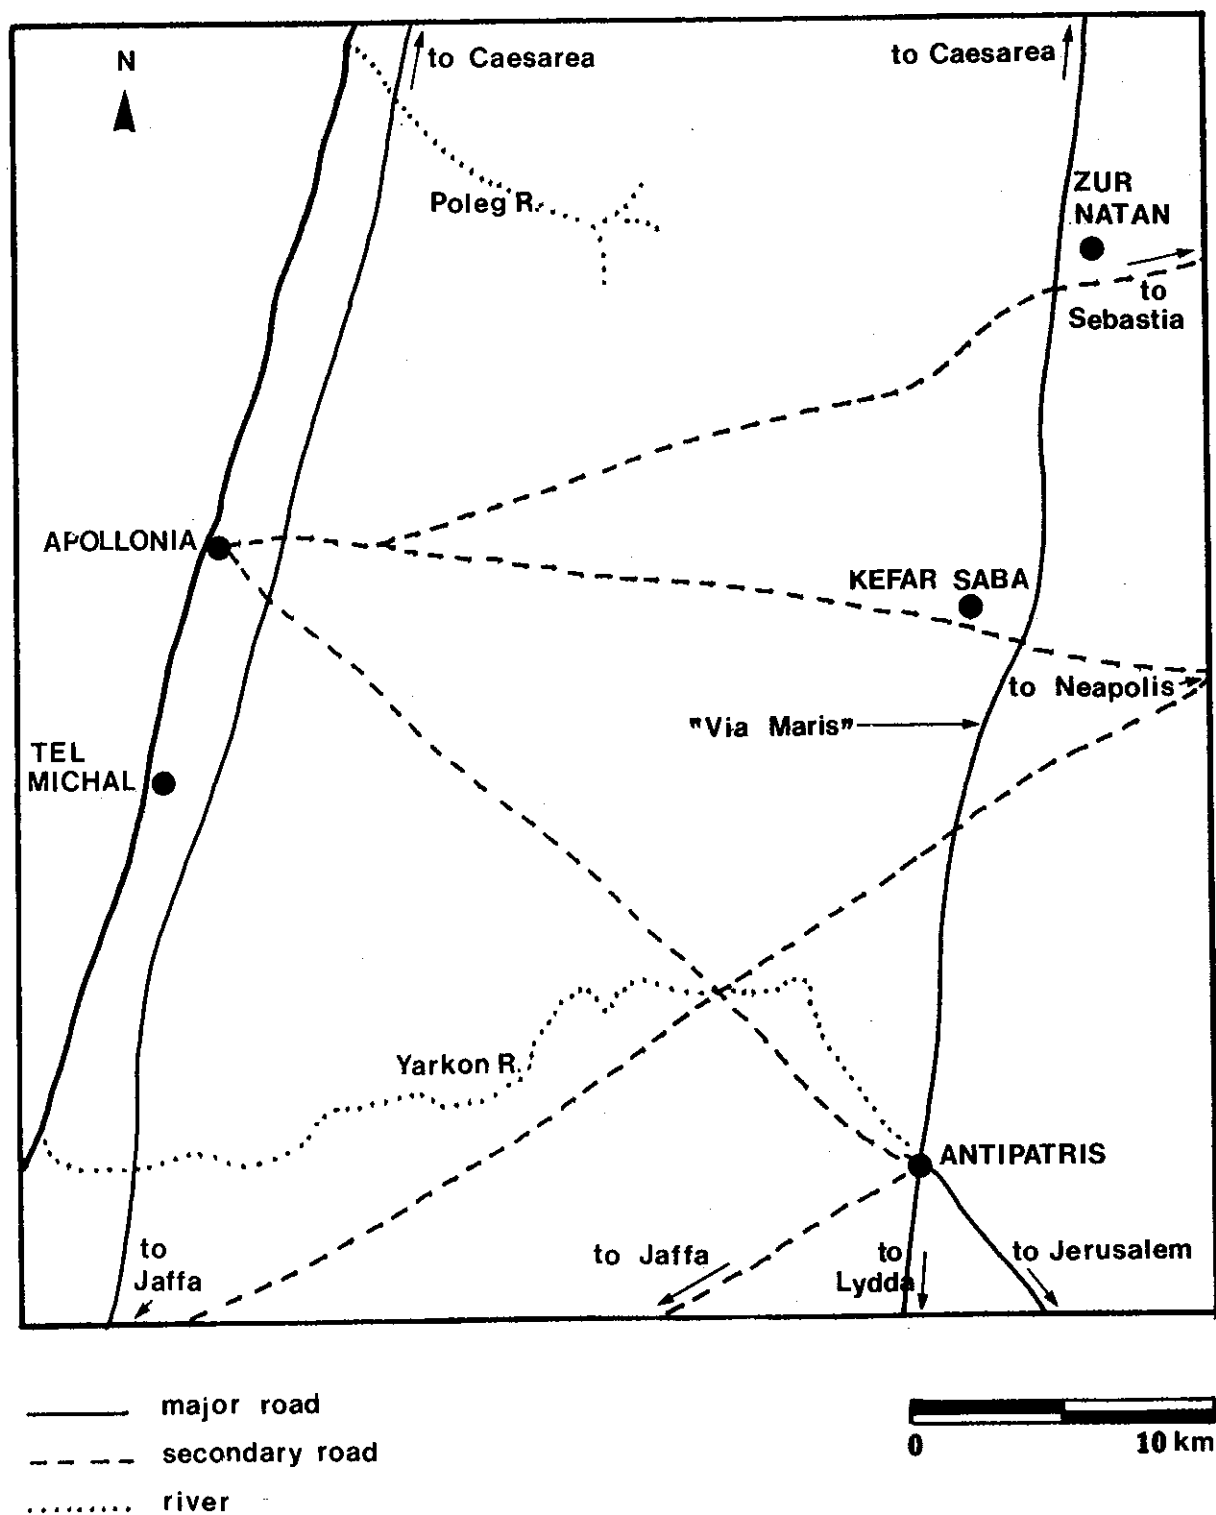 N
to Caesarea
to Caesarea
ZUR
NATAN
Poleg R.
to
Sebastia
APOLLONIA
KEFAR SABA
to Neapolis
"Via Maris"
TEL
MICHAL
Yarkon R.
ANTIPATRIS
to
Jaffa
to Jaffa
to
Lydda
to Jerusalem
major road
secondary road
river
0
10 km